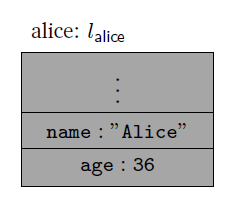 alice: l_alice
⋮
name : ”Alice”
age : 36